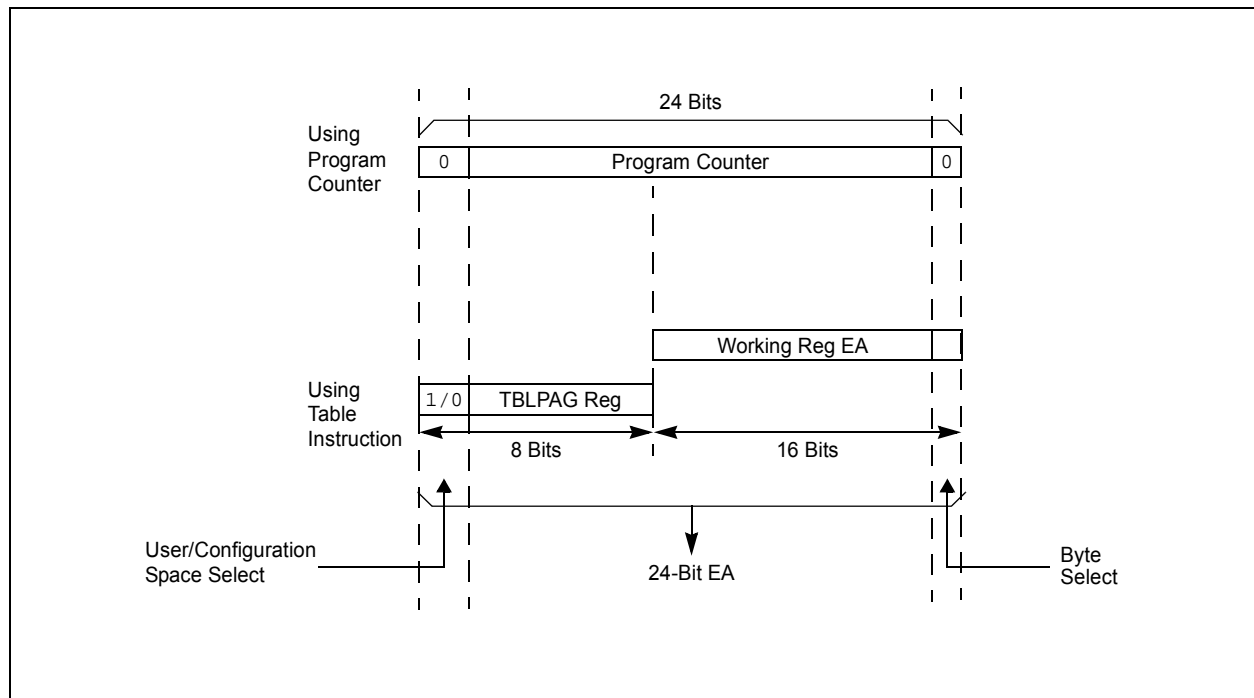 24 Bits
Using
Program
Counter
0
Program Counter
0
Working Reg EA
Using
Table
Instruction
1/0
TBLPAG Reg
8 Bits
16 Bits
User/Configuration
Space Select
24-Bit EA
Byte
Select